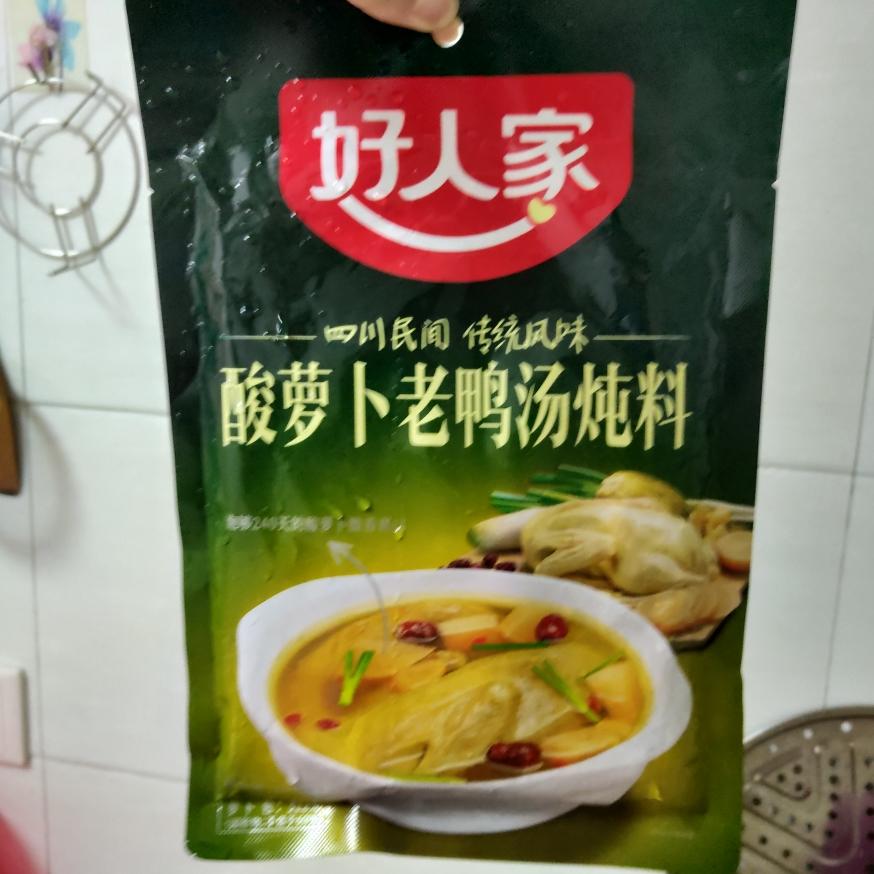 好人家
四川民间 传统风味
酸萝卜老鸭汤炖料